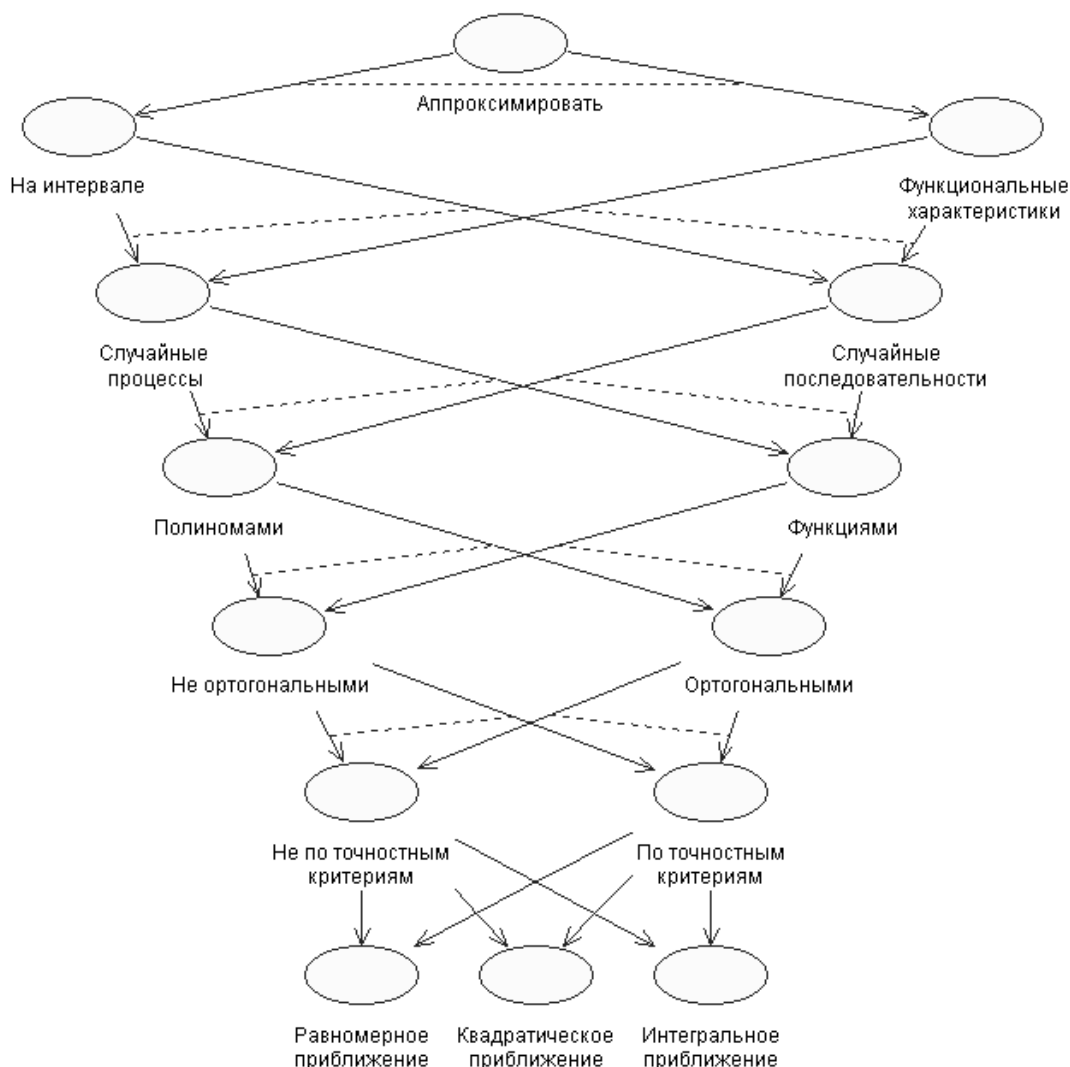 Аппроксимировать
На интервале
Функциональные
характеристики
Случайные
процессы
Случайные
последовательности
Полиномами
Функциями
Не ортогональными
Ортогональными
Не по точностным
критериям
По точностным
критериям
Равномерное
приближение
Квадратическое
приближение
Интегральное
приближение